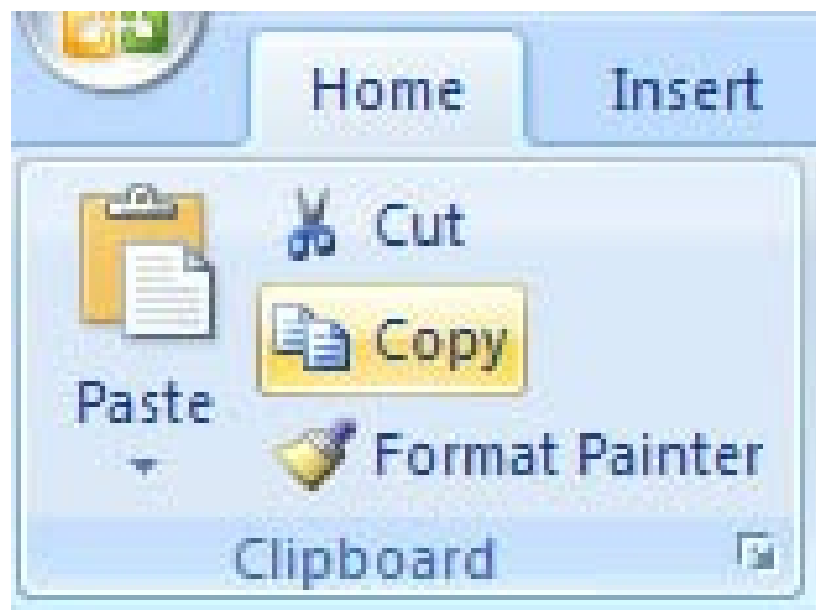 Home Insert
Cut
Copy
Paste
Format Painter
Clipboard